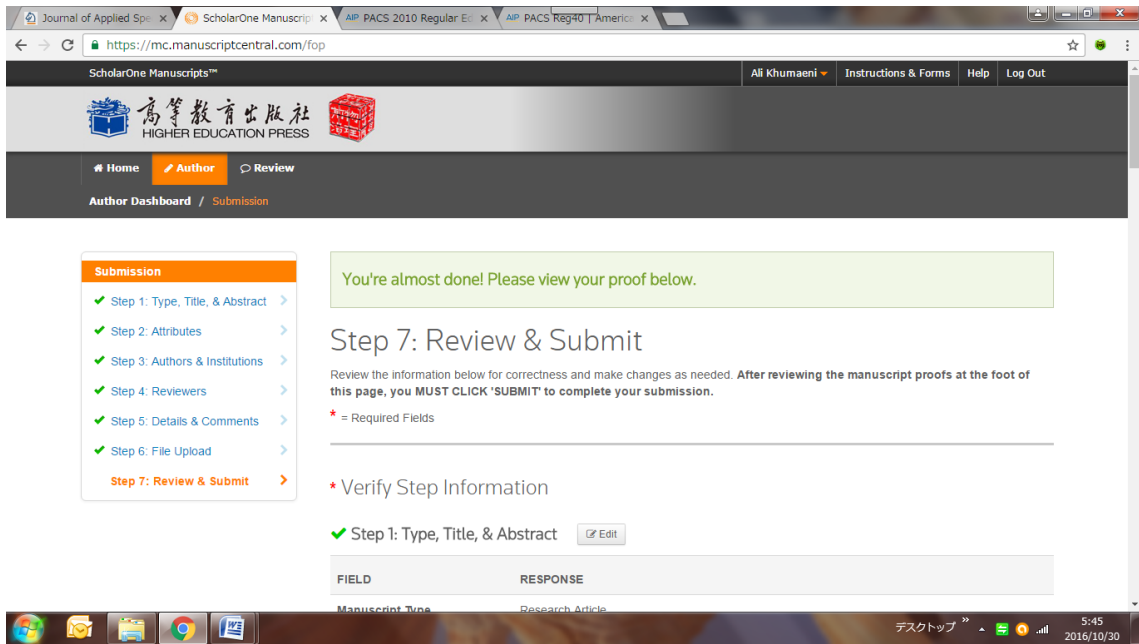 Journal of Applied Spe
ScholarOne Manuscrip
AIP PACS 2010 Regular Ed
AIP PACS Reg40 | America
https://mc.manuscriptcentral.com/fop
ScholarOne Manuscripts™
Ali Khumaeni
Instructions & Forms
Help
Log Out
高等教育出版社
HIGHER EDUCATION PRESS
Home
Author
Review
Author Dashboard / Submission
Submission
Step 1: Type, Title, & Abstract
Step 2: Attributes
Step 3: Authors & Institutions
Step 4: Reviewers
Step 5: Details & Comments
Step 6: File Upload
Step 7: Review & Submit
You're almost done! Please view your proof below.
Step 7: Review & Submit
Review the information below for correctness and make changes as needed. After reviewing the manuscript proofs at the foot of
this page, you MUST CLICK 'SUBMIT' to complete your submission.
* = Required Fields
* Verify Step Information
Step 1: Type, Title, & Abstract
Edit
FIELD RESPONSE
Manuscript Type Research Article
デスクトップ
5:45
2016/10/30